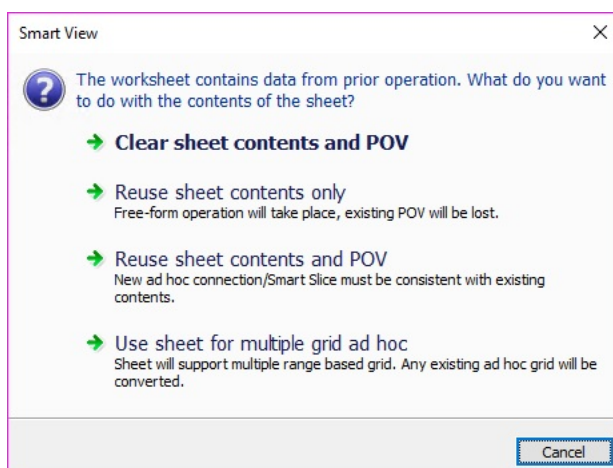 Smart View
The worksheet contains data from prior operation. What do you want
to do with the contents of the sheet?
Clear sheet contents and POV
Reuse sheet contents only
Free-form operation will take place, existing POV will be lost.
Reuse sheet contents and POV
New ad hoc connection/Smart Slice must be consistent with existing
contents.
Use sheet for multiple grid ad hoc
Sheet will support multiple range based grid. Any existing ad hoc grid will be
converted.
Cancel